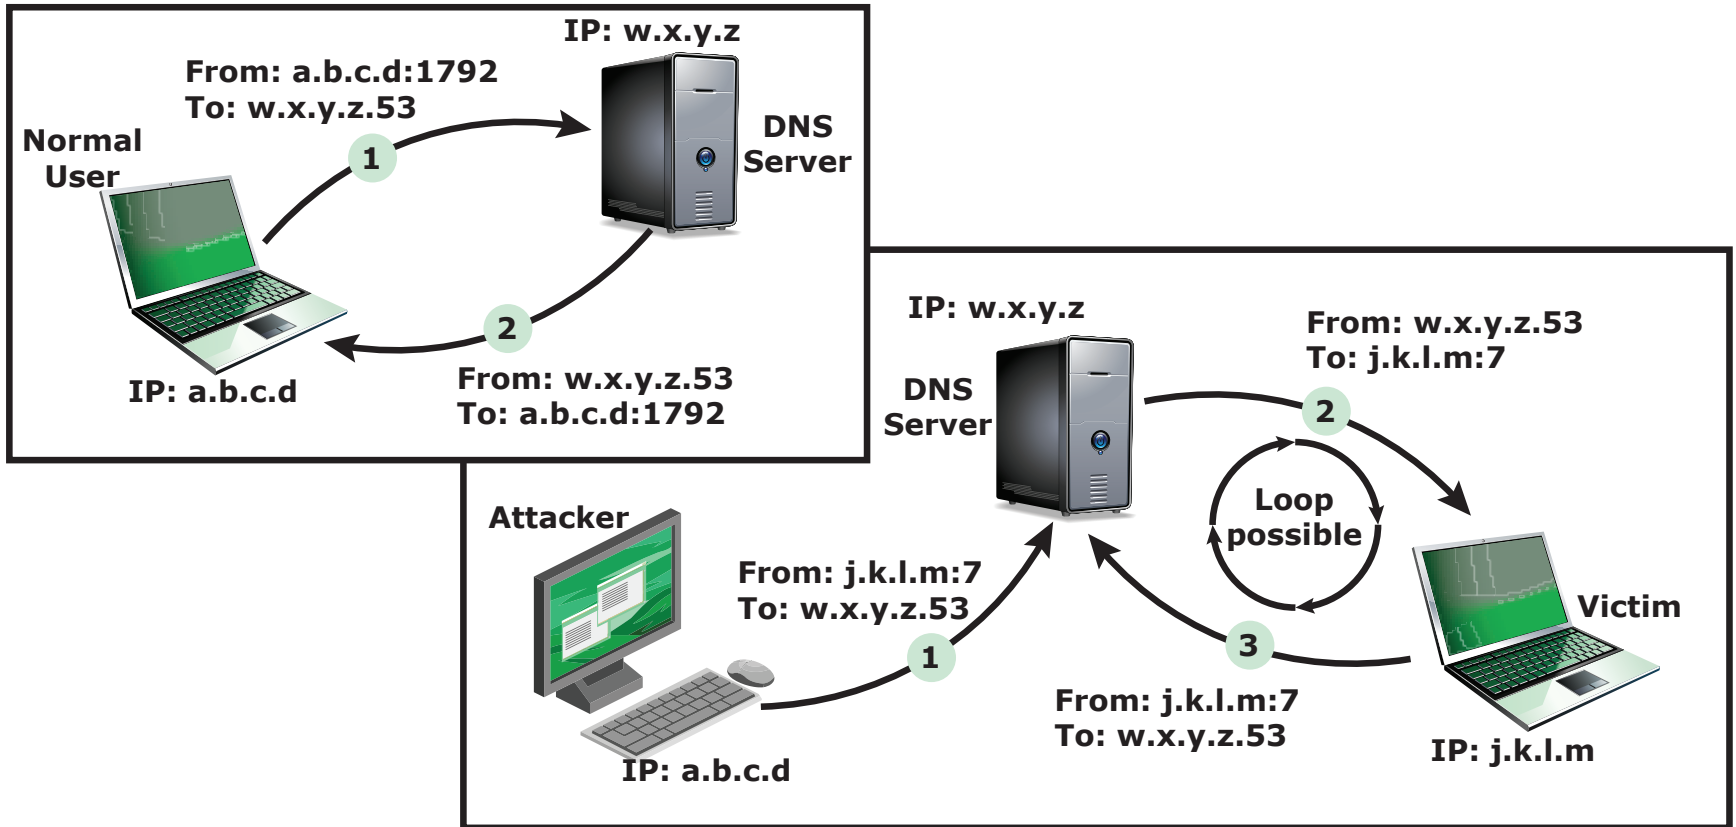 IP: w.x.y.z
From: a.b.c.d:1792
To: w.x.y.z.53
Normal
User
1
DNS
Server
2
IP: a.b.c.d
From: w.x.y.z.53
To: a.b.c.d:1792
IP: w.x.y.z
DNS
Server
From: w.x.y.z.53
To: j.k.l.m:7
2
Loop
possible
Attacker
From: j.k.l.m:7
To: w.x.y.z.53
1
IP: a.b.c.d
3
From: j.k.l.m:7
To: w.x.y.z.53
Victim
IP: j.k.l.m